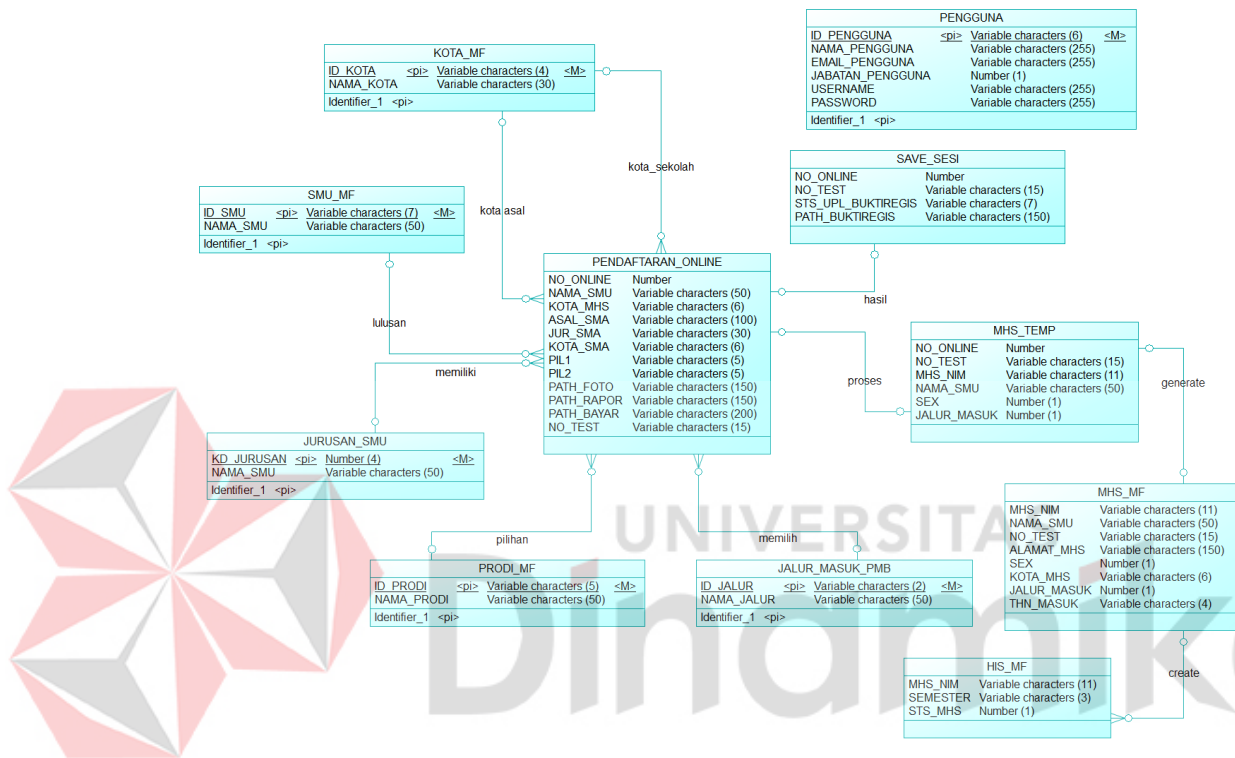 PENGGUNA
ID_PENGGUNA <pi> Variable characters (6) <M>
NAMA_PENGGUNA Variable characters (255)
EMAIL_PENGGUNA Variable characters (255)
JABATAN_PENGGUNA Number (1)
USERNAME Variable characters (255)
PASSWORD Variable characters (255)
Identifier_1 <pi>
KOTA_MF
ID_KOTA <pi> Variable characters (4) <M>
NAMA_KOTA Variable characters (30)
Identifier_1 <pi>
kota_sekolah
kota asal
SAVE_SESI
NO_ONLINE Number
NO_TEST Variable characters (15)
STS_UPL_BUKTIREGIS Variable characters (7)
PATH_BUKTIREGIS Variable characters (150)
SMU_MF
ID_SMU <pi> Variable characters (7) <M>
NAMA_SMU Variable characters (50)
Identifier_1 <pi>
PENDAFTARAN_ONLINE
NO_ONLINE Number
NAMA_SMU Variable characters (50)
KOTA_MHS Variable characters (6)
ASAL_SMA Variable characters (100)
JUR_SMA Variable characters (30)
KOTA_SMA Variable characters (6)
PIL1 Variable characters (5)
PIL2 Variable characters (5)
PATH_FOTO Variable characters (150)
PATH_RAPOR Variable characters (150)
PATH_BAYAR Variable characters (200)
NO_TEST Variable characters (15)
hasil
lulusan
memiliki
proses
generate
MHS_TEMP
NO_ONLINE Number
NO_TEST Variable characters (15)
MHS_NIM Variable characters (11)
NAMA_SMU Variable characters (50)
SEX Number (1)
JALUR_MASUK Number (1)
JURUSAN_SMU
KD_JURUSAN <pi> Number (4) <M>
NAMA_SMU Variable characters (50)
Identifier_1 <pi>
MHS_MF
MHS_NIM Variable characters (11)
NAMA_SMU Variable characters (50)
NO_TEST Variable characters (15)
ALAMAT_MHS Variable characters (150)
SEX Number (1)
KOTA_MHS Variable characters (6)
JALUR_MASUK Number (1)
THN_MASUK Variable characters (4)
pilihan
memilih
PRODI_MF
ID_PRODI <pi> Variable characters (5) <M>
NAMA_PRODI Variable characters (50)
Identifier_1 <pi>
JALUR_MASUK_PMB
ID_JALUR <pi> Variable characters (2) <M>
NAMA_JALUR Variable characters (50)
Identifier_1 <pi>
create
HIS_MF
MHS_NIM Variable characters (11)
SEMESTER Variable characters (3)
STS_MHS Number (1)
UNIVERSITA
Dinamika